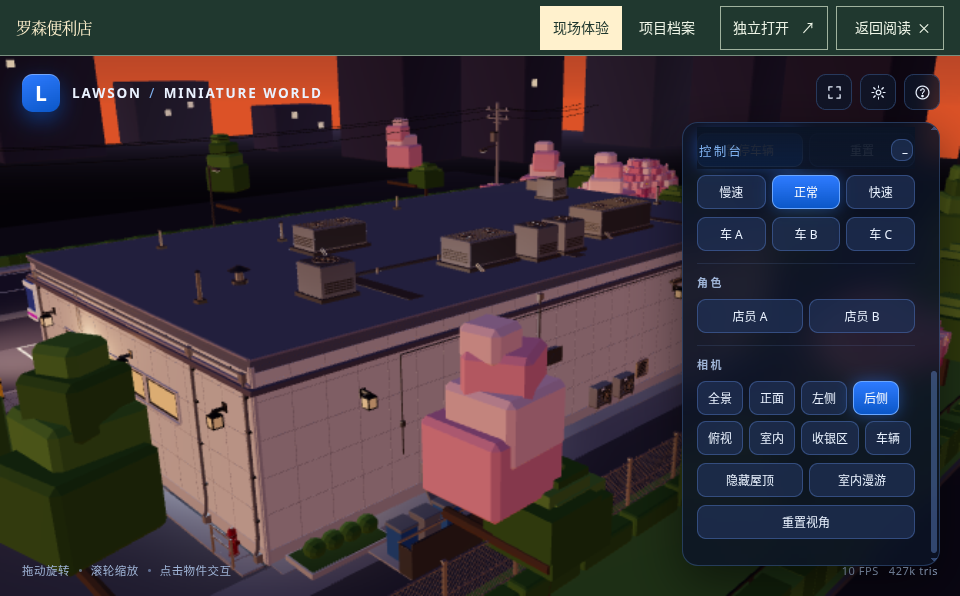 罗森便利店
现场体验
项目档案
独立打开 ↗
返回阅读 ×
L
LAWSON / MINIATURE WORLD
控制台
重置
慢速
正常
快速
车 A
车 B
车 C
角色
店员 A
店员 B
相机
全景
正面
左侧
后侧
俯视
室内
收银区
车辆
隐藏屋顶
室内漫游
重置视角
拖动旋转 • 滚轮缩放 • 点击物件交互
10 FPS 427k tris